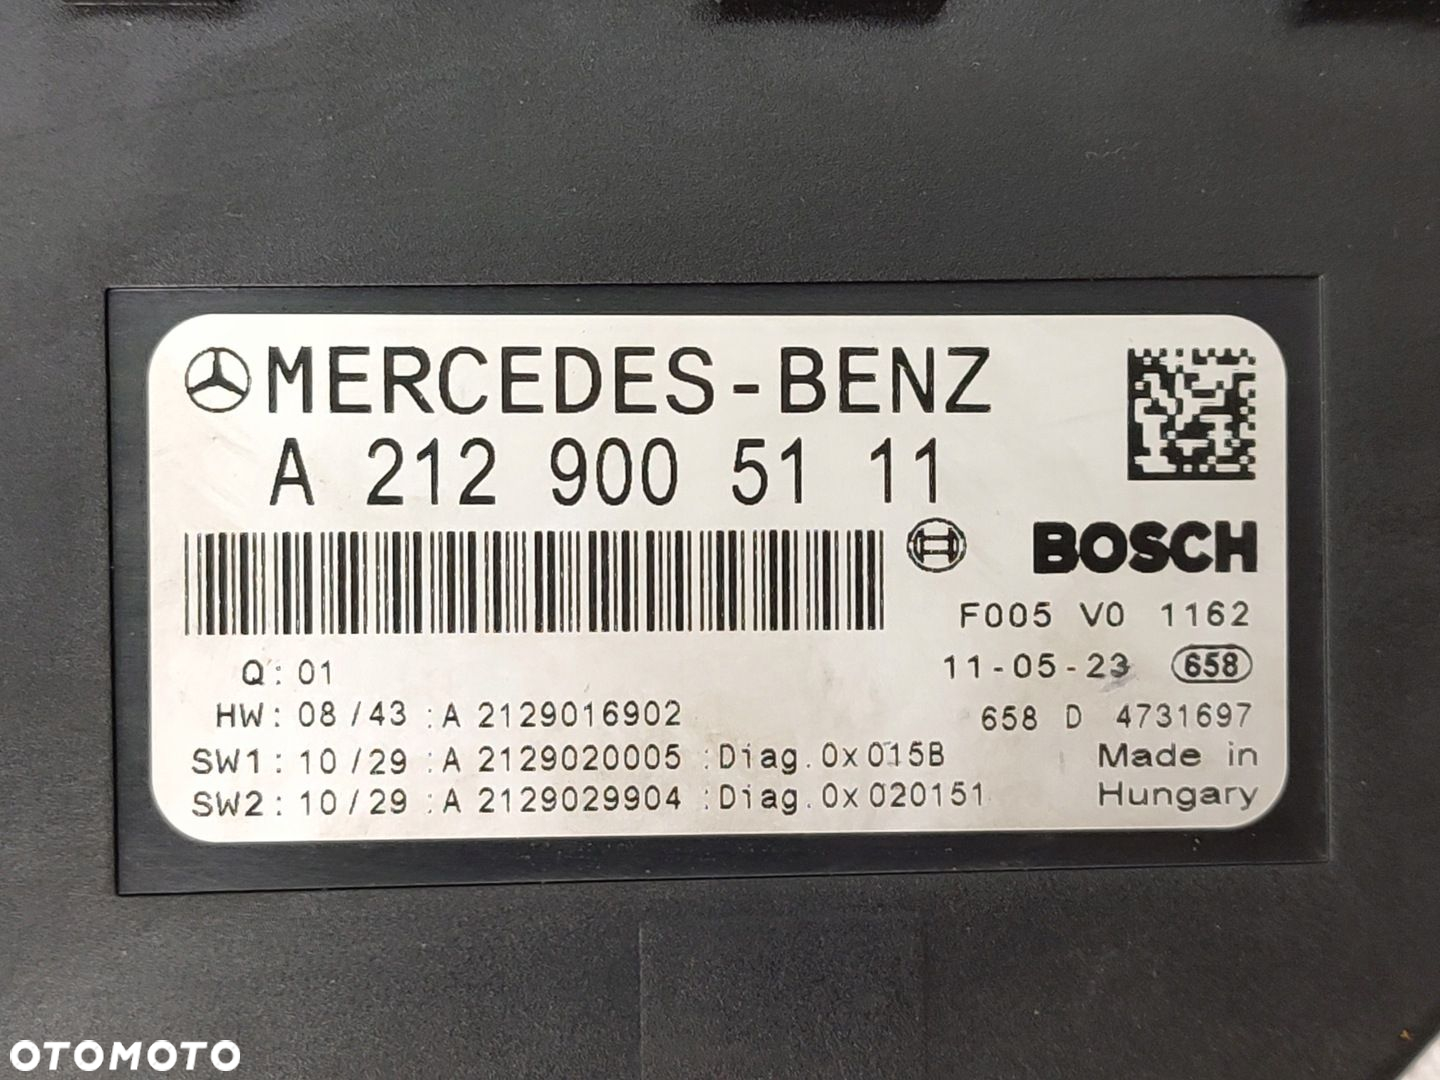 MERCEDES-BENZ
A 212 900 51 11
BOSCH
F005 V0 1162
Q: 01
11-05-23 658
HW: 08/43 :A 2129016902
658 D 4731697
SW1: 10/29 :A 2129020005 :Diag.0x015B
Made in
SW2: 10/29 :A 2129029904 :Diag.0x020151
Hungary
OTOMOTO